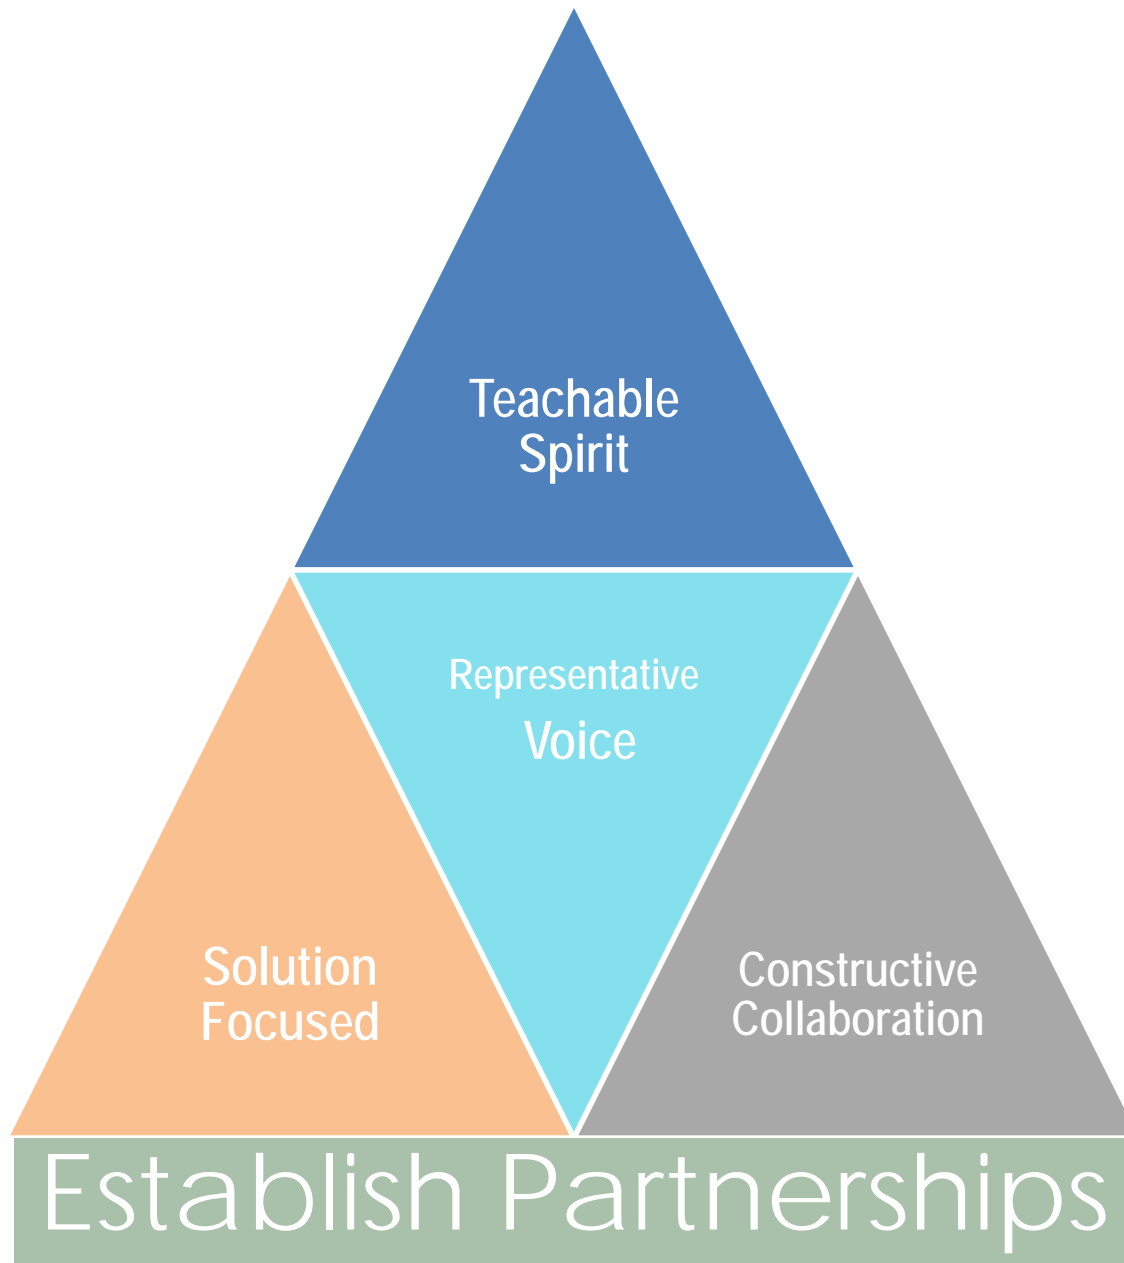 Teachable
Spirit
Representative
Voice
Solution
Focused
Constructive
Collaboration
Establish Partnerships